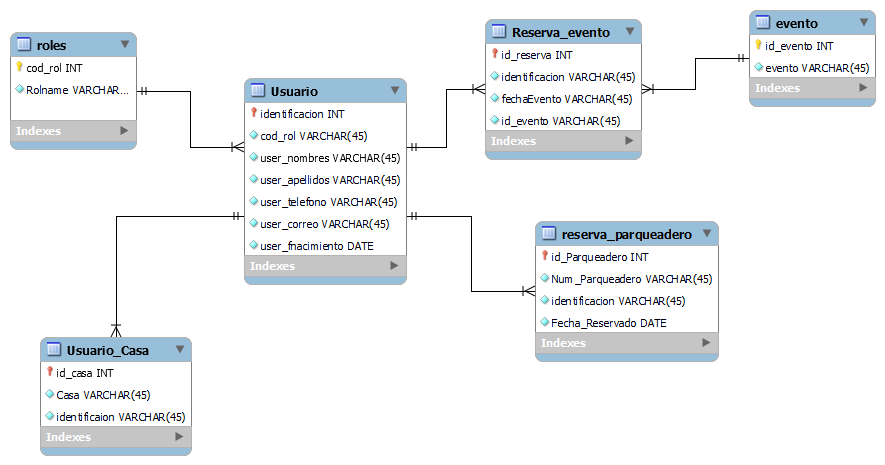 roles
cod_rol INT
Rolname VARCHAR...
Indexes
Usuario
identificacion INT
cod_rol VARCHAR(45)
user_nombres VARCHAR(45)
user_apellidos VARCHAR(45)
user_telefono VARCHAR(45)
user_correo VARCHAR(45)
user_fnacimiento DATE
Indexes
Reserva_evento
id_reserva INT
identificacion VARCHAR(45)
fechaEvento VARCHAR(45)
id_evento VARCHAR(45)
Indexes
evento
id_evento INT
evento VARCHAR(45)
Indexes
reserva_parqueadero
id_Parqueadero INT
Num_Parqueadero VARCHAR(45)
identificacion VARCHAR(45)
Fecha_Reservado DATE
Indexes
Usuario_Casa
id_casa INT
Casa VARCHAR(45)
identificaion VARCHAR(45)
Indexes